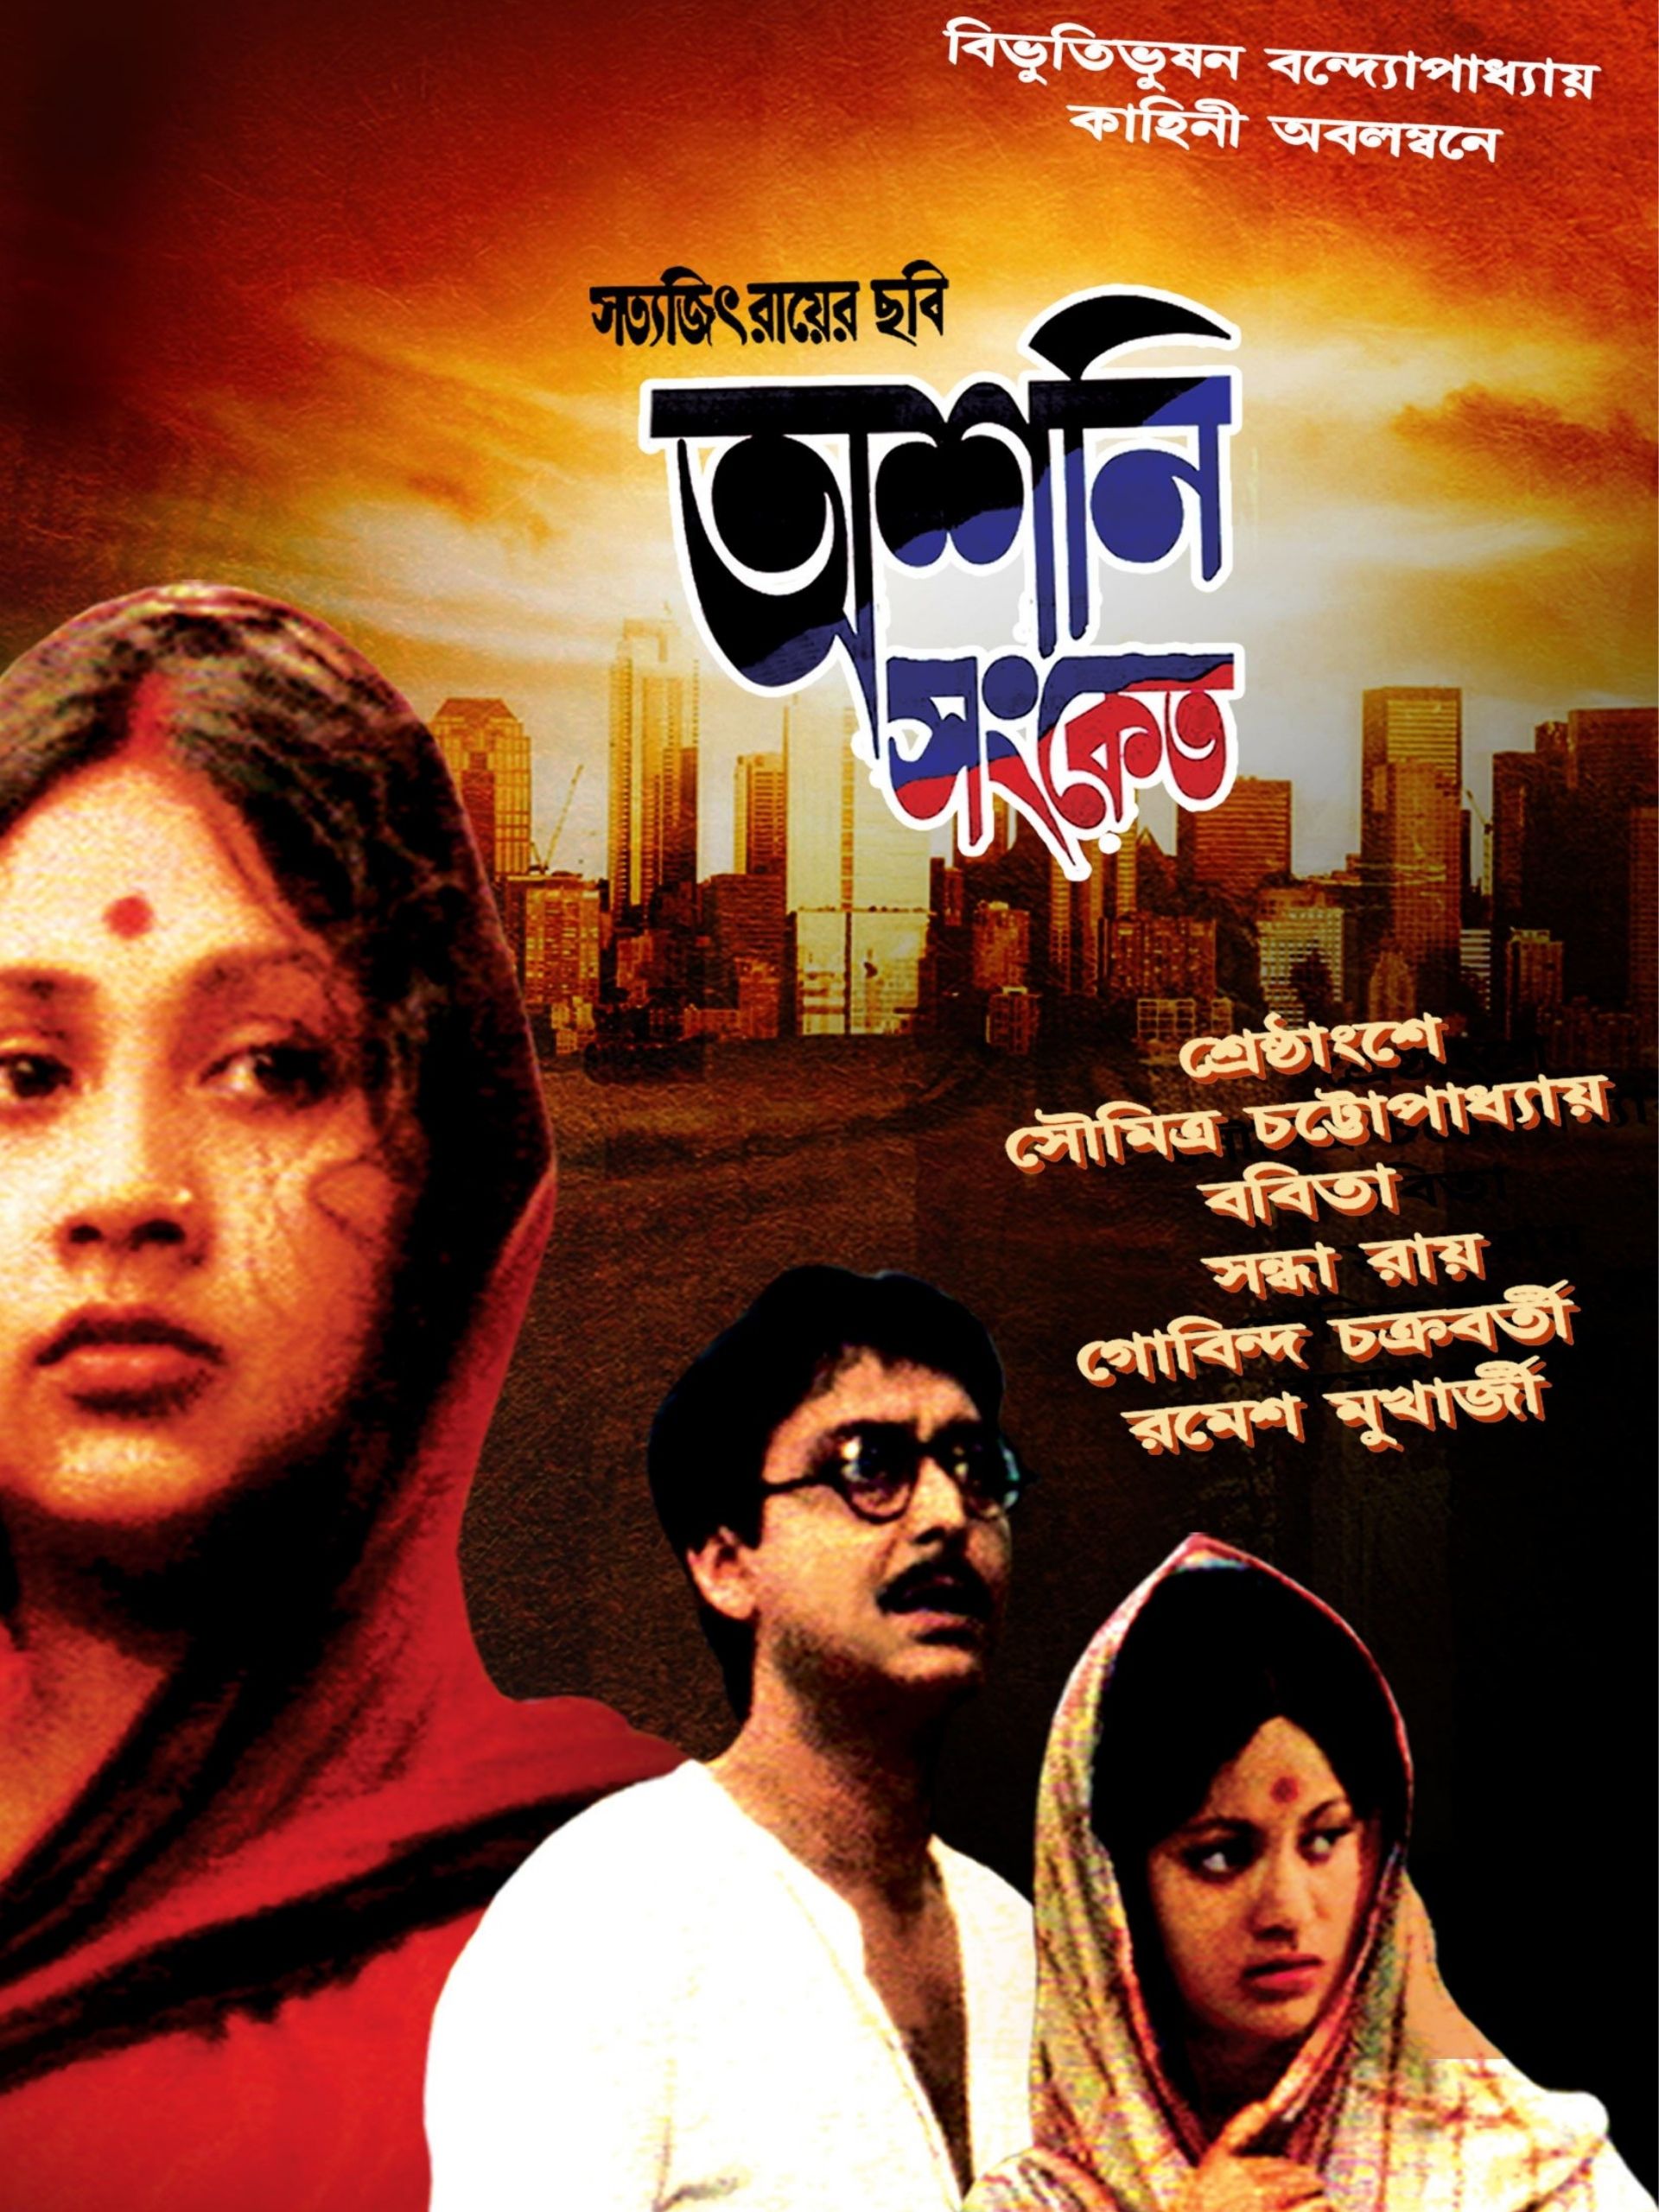 বিভুতিভুষন বন্দ্যোপাধ্যায়
কাহিনী অবলম্বনে
সত্যজিৎ রায়ের ছবি
অশনি
সংকেত
শ্রেষ্ঠাংশে
সৌমিত্র চট্টোপাধ্যায়
ববিতা
সন্ধা রায়
গোবিন্দ চক্রবর্তী
রমেশ মুখার্জী